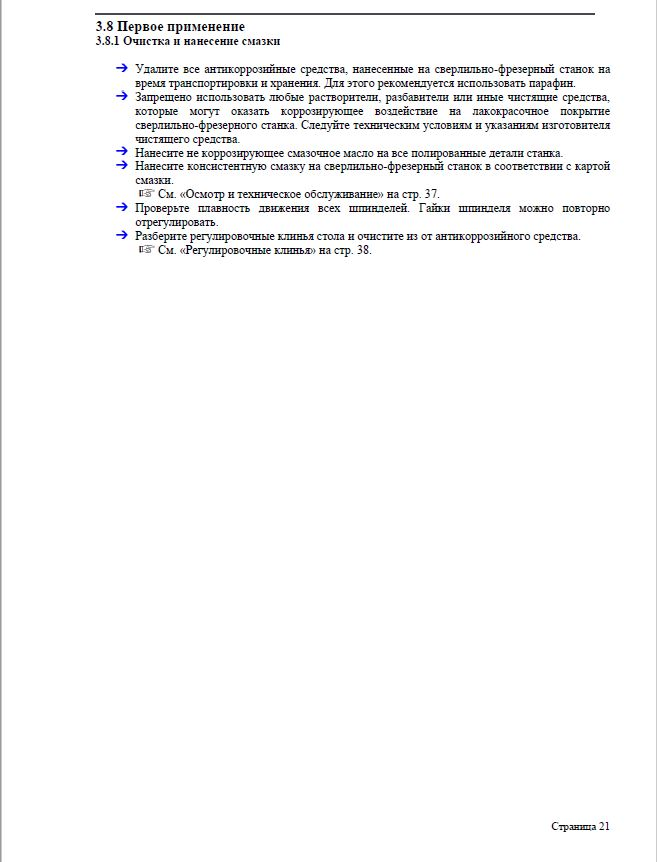 3.8 Первое применение
3.8.1 Очистка и нанесение смазки
➔ Удалите все антикоррозийные средства, нанесенные на сверлильно-фрезерный станок на
время транспортировки и хранения. Для этого рекомендуется использовать парафин.
➔ Запрещено использовать любые растворители, разбавители или иные чистящие средства,
которые могут оказать коррозирующее воздействие на лакокрасочное покрытие
сверлильно-фрезерного станка. Следуйте техническим условиям и указаниям изготовителя
чистящего средства.
➔ Нанесите не коррозирующее смазочное масло на все полированные детали станка.
➔ Нанесите консистентную смазку на сверлильно-фрезерный станок в соответствии с картой
смазки.
☞ См. «Осмотр и техническое обслуживание» на стр. 37.
➔ Проверьте плавность движения всех шпинделей. Гайки шпинделя можно повторно
отрегулировать.
➔ Разберите регулировочные клинья стола и очистите из от антикоррозийного средства.
☞ См. «Регулировочные клинья» на стр. 38.
Страница 21